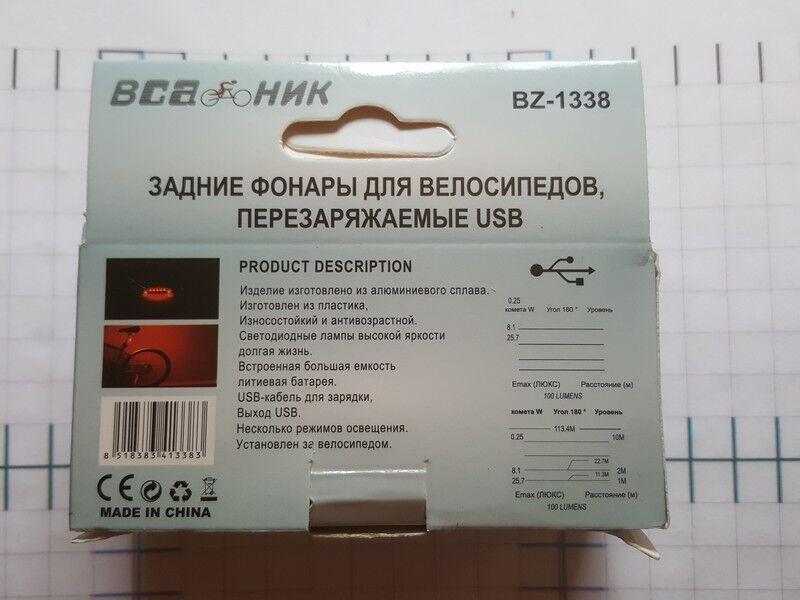 ВСАНИК
BZ-1338
ЗАДНИЕ ФОНАРЫ ДЛЯ ВЕЛОСИПЕДОВ,
ПЕРЕЗАРЯЖАЕМЫЕ USB
PRODUCT DESCRIPTION
Изделие изготовлено из алюминиевого сплава.
Изготовлен из пластика,
Износостойкий и антивозрастной.
Светодиодные лампы высокой яркости
долгая жизнь.
Встроенная большая емкость
литиевая батарея.
USB-кабель для зарядки,
Выход USB.
Несколько режимов освещения.
Установлен за велосипедом.
8 518383 413383
CE
MADE IN CHINA
0.25
комета W Угол 180 ° Уровень
8.1
25.7
Emax (ЛЮКС) Расстояние (м)
100 LUMENS
комета W Угол 180 ° Уровень
113.4M
0.25 10M
22.7M
8.1 2M
11.3M
25.7 1M
Emax (ЛЮКС) Расстояние (м)
100 LUMENS